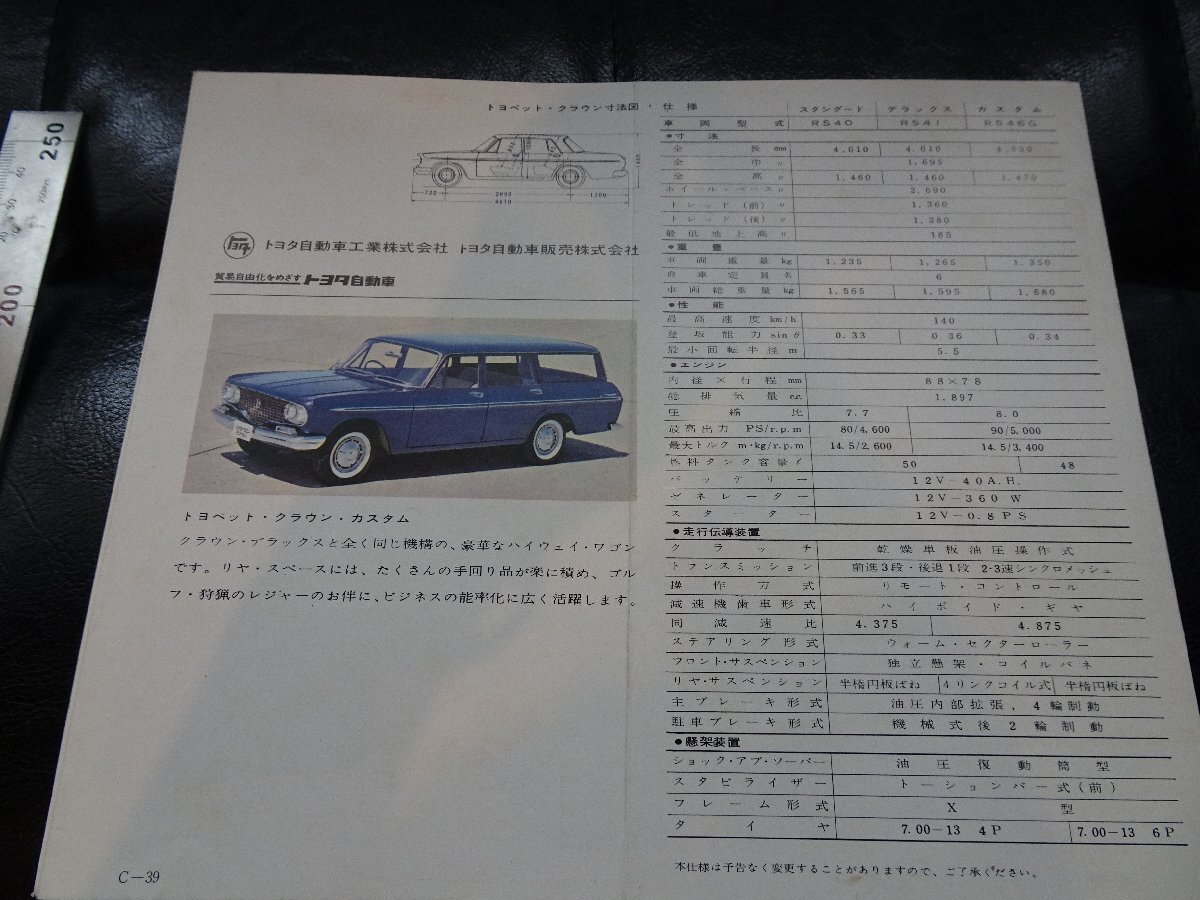 250
200
250mm
40
30
20
トヨペット・クラウン寸法図・仕様
720
2690
1200
4610
トヨタ自動車工業株式会社 トヨタ自動車販売株式会社
貿易自由化をめざす トヨタ自動車
トヨペット・クラウン・カスタム
クラウン・デラックスと全く同じ機構の、豪華なハイウェイ・ワゴン
です。リヤ・スペースには、たくさんの手回り品が楽に積め、ゴル
フ・狩猟のレジャーのお伴に、ビジネスの能率化に広く活躍します。
C-39
スタンダード デラックス カスタム
車両型式 RS40 RS41 RS46G
●寸法
全長 mm 4,610 4,610
全巾 〃 1,695
全高 〃 1,460 1,460 1,470
ホイール・ベース 〃 2,690
トレッド(前) 〃 1,360
トレッド(後) 〃 1,380
最低地上高 〃 185
●重量
車両重量 kg 1,235 1,265 1,350
乗車定員 名 6
車両総重量 kg 1,565 1,595 1,680
●性能
最高速度 km/h 140
登坂能力 sin θ 0.33 0.36 0.34
最小回転半径 m 5.5
●エンジン
内径×行程 mm 88×78
総排気量 c.c. 1,897
圧縮比 7.7 8.0
最高出力 PS/r.p.m 80/4,600 90/5,000
最大トルク m・kg/r.p.m 14.5/2,600 14.5/3,400
燃料タンク容量 ℓ 50 48
バッテリー 12V-40A.H.
ゼネレーター 12V-360W
スターター 12V-0.8PS
●走行伝導装置
クラッチ 乾燥単板油圧操作式
トランスミッション 前進3段・後退1段 2・3速シンクロメッシュ
操作方式 リモート・コントロール
減速機歯車形式 ハイポイド・ギヤ
同減速比 4.375 4.875
ステアリング形式 ウォーム・セクターローラー
フロント・サスペンション 独立懸架・コイルバネ
リヤ・サスペンション 半楕円板ばね 4リンクコイル式 半楕円板ばね
主ブレーキ形式 油圧内部拡張,4輪制動
駐車ブレーキ形式 機械式後2輪制動
●懸架装置
ショック・アブ・ソーバー 油圧復動筒型
スタビライザー トーションバー式(前)
フレーム形式 X型
タイヤ 7.00-13 4P 7.00-13 6P
本仕様は予告なく変更することがありますので、ご了承ください。